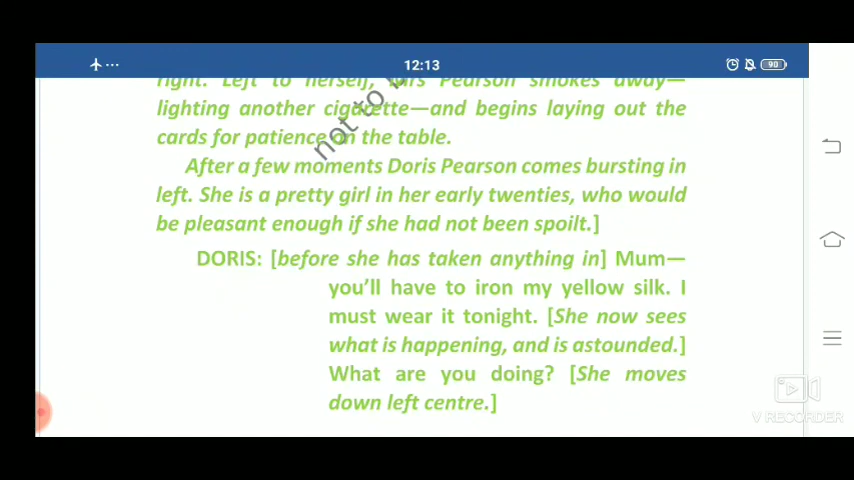 12:13
90
right. Left to herself, Mrs Pearson smokes away—
lighting another cigarette—and begins laying out the
cards for patience on the table.
not to
After a few moments Doris Pearson comes bursting in
left. She is a pretty girl in her early twenties, who would
be pleasant enough if she had not been spoilt.]
DORIS: [before she has taken anything in] Mum—
you'll have to iron my yellow silk. I
must wear it tonight. [She now sees
what is happening, and is astounded.]
What are you doing? [She moves
down left centre.]
V RECORDER